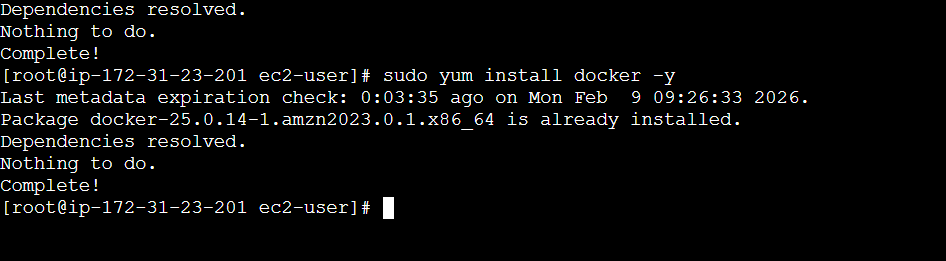 Dependencies resolved.
Nothing to do.
Complete!
[root@ip-172-31-23-201 ec2-user]# sudo yum install docker -y
Last metadata expiration check: 0:03:35 ago on Mon Feb  9 09:26:33 2026.
Package docker-25.0.14-1.amzn2023.0.1.x86_64 is already installed.
Dependencies resolved.
Nothing to do.
Complete!
[root@ip-172-31-23-201 ec2-user]#